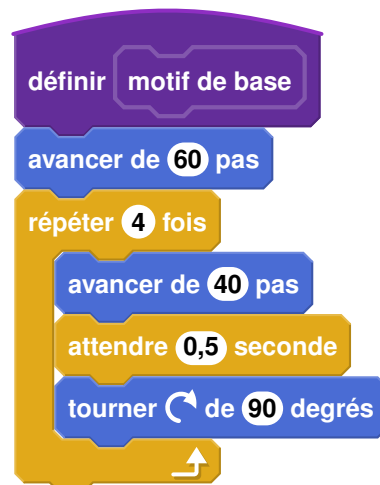 définir motif de base
avancer de 60 pas
répéter 4 fois
avancer de 40 pas
attendre 0,5 seconde
tourner de 90 degrés